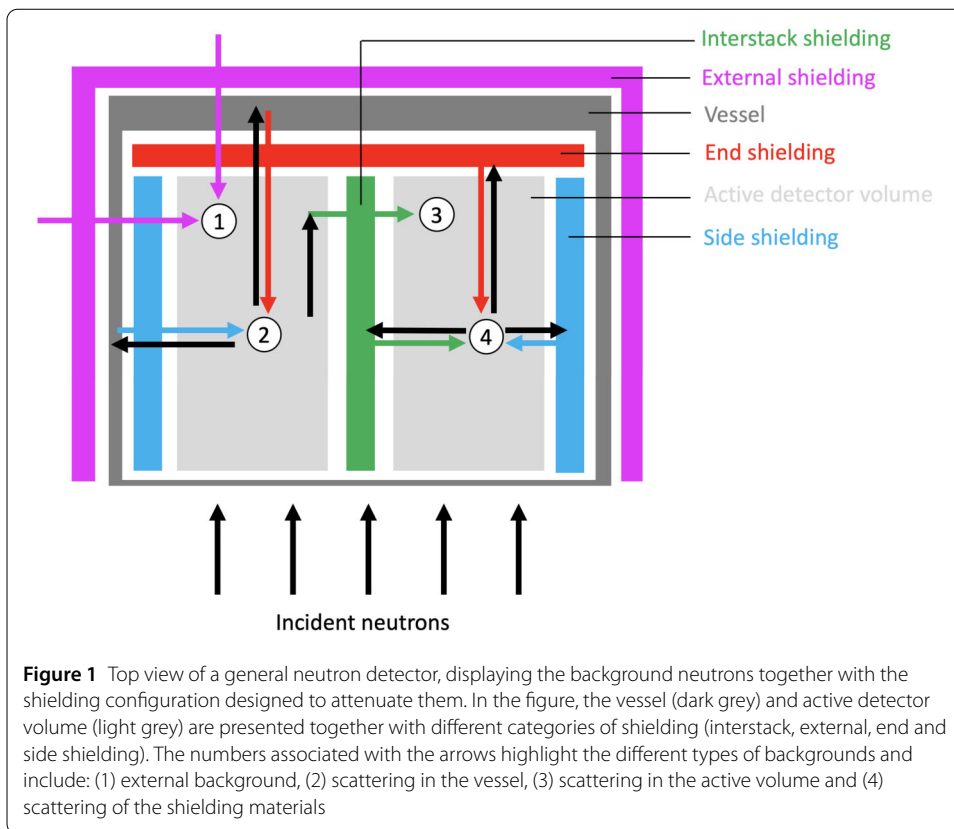 Interstack shielding
External shielding
Vessel
End shielding
Active detector volume
Side shielding
1
3
2
4
Incident neutrons
Figure 1 Top view of a general neutron detector, displaying the background neutrons together with the
shielding configuration designed to attenuate them. In the figure, the vessel (dark grey) and active detector
volume (light grey) are presented together with different categories of shielding (interstack, external, end and
side shielding). The numbers associated with the arrows highlight the different types of backgrounds and
include: (1) external background, (2) scattering in the vessel, (3) scattering in the active volume and (4)
scattering of the shielding materials